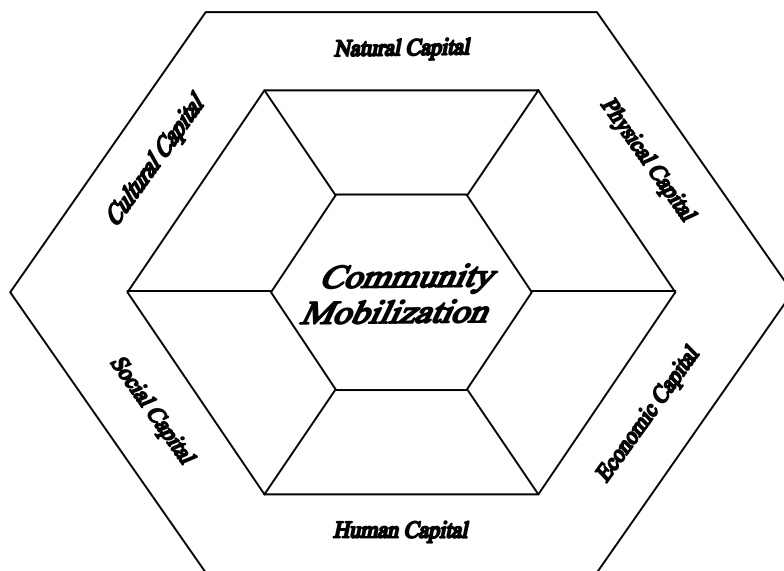 Natural Capital
Cultural Capital
Physical Capital
Community
Mobilization
Social Capital
Economic Capital
Human Capital